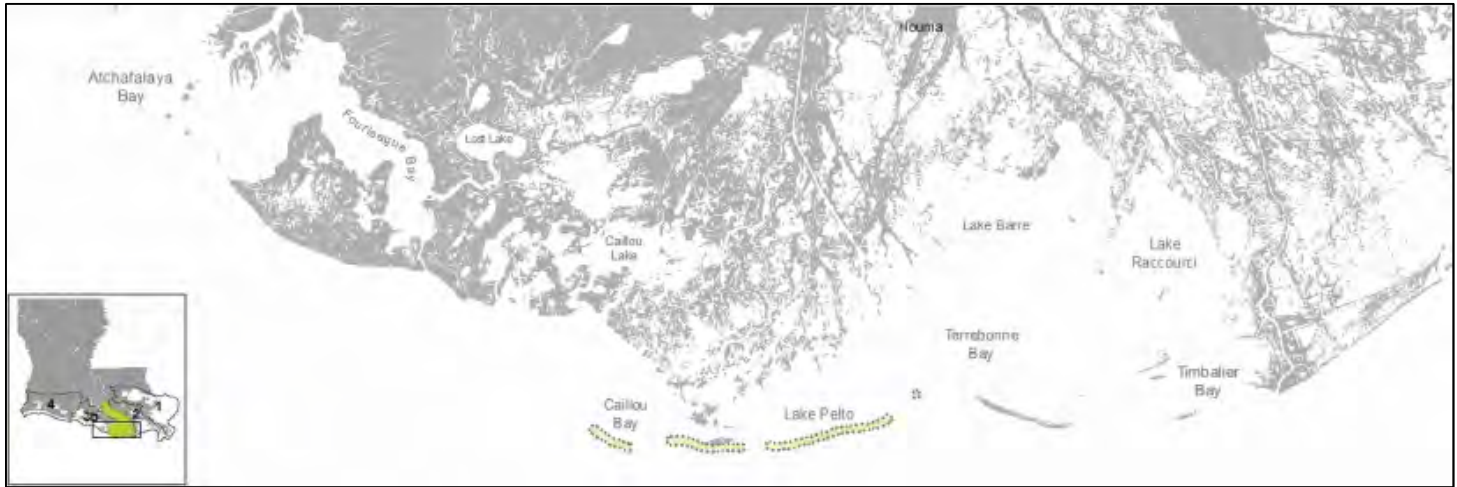 Houma
Atchafalaya
Bay
Fourleague Bay
Lost Lake
Lake Barre
Caillou
Lake
Lake
Raccourci
Terrebonne
Bay
Timbalier
Bay
Caillou
Bay
Lake Pelto
4
3b
2
1